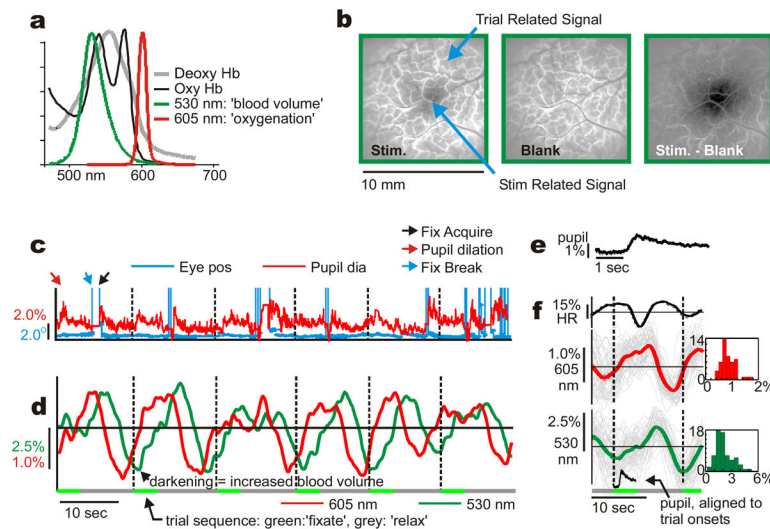 a
Deoxy Hb
Oxy Hb
530 nm: 'blood volume'
605 nm: 'oxygenation'
500 nm
600
700
b
Trial Related Signal
Stim.
Blank
Stim. - Blank
10 mm
Stim Related Signal
c
Eye pos
Pupil dia
Fix Acquire
Pupil dilation
Fix Break
2.0%
2.0°
d
2.5%
1.0%
darkening = increased blood volume
10 sec
605 nm
530 nm
trial sequence: green:'fixate', grey: 'relax'
e
pupil
1%
1 sec
f
15%
HR
1.0%
605
nm
14
0
1
2%
2.5%
530
nm
18
0
3
6%
pupil, aligned to
trial onsets
10 sec